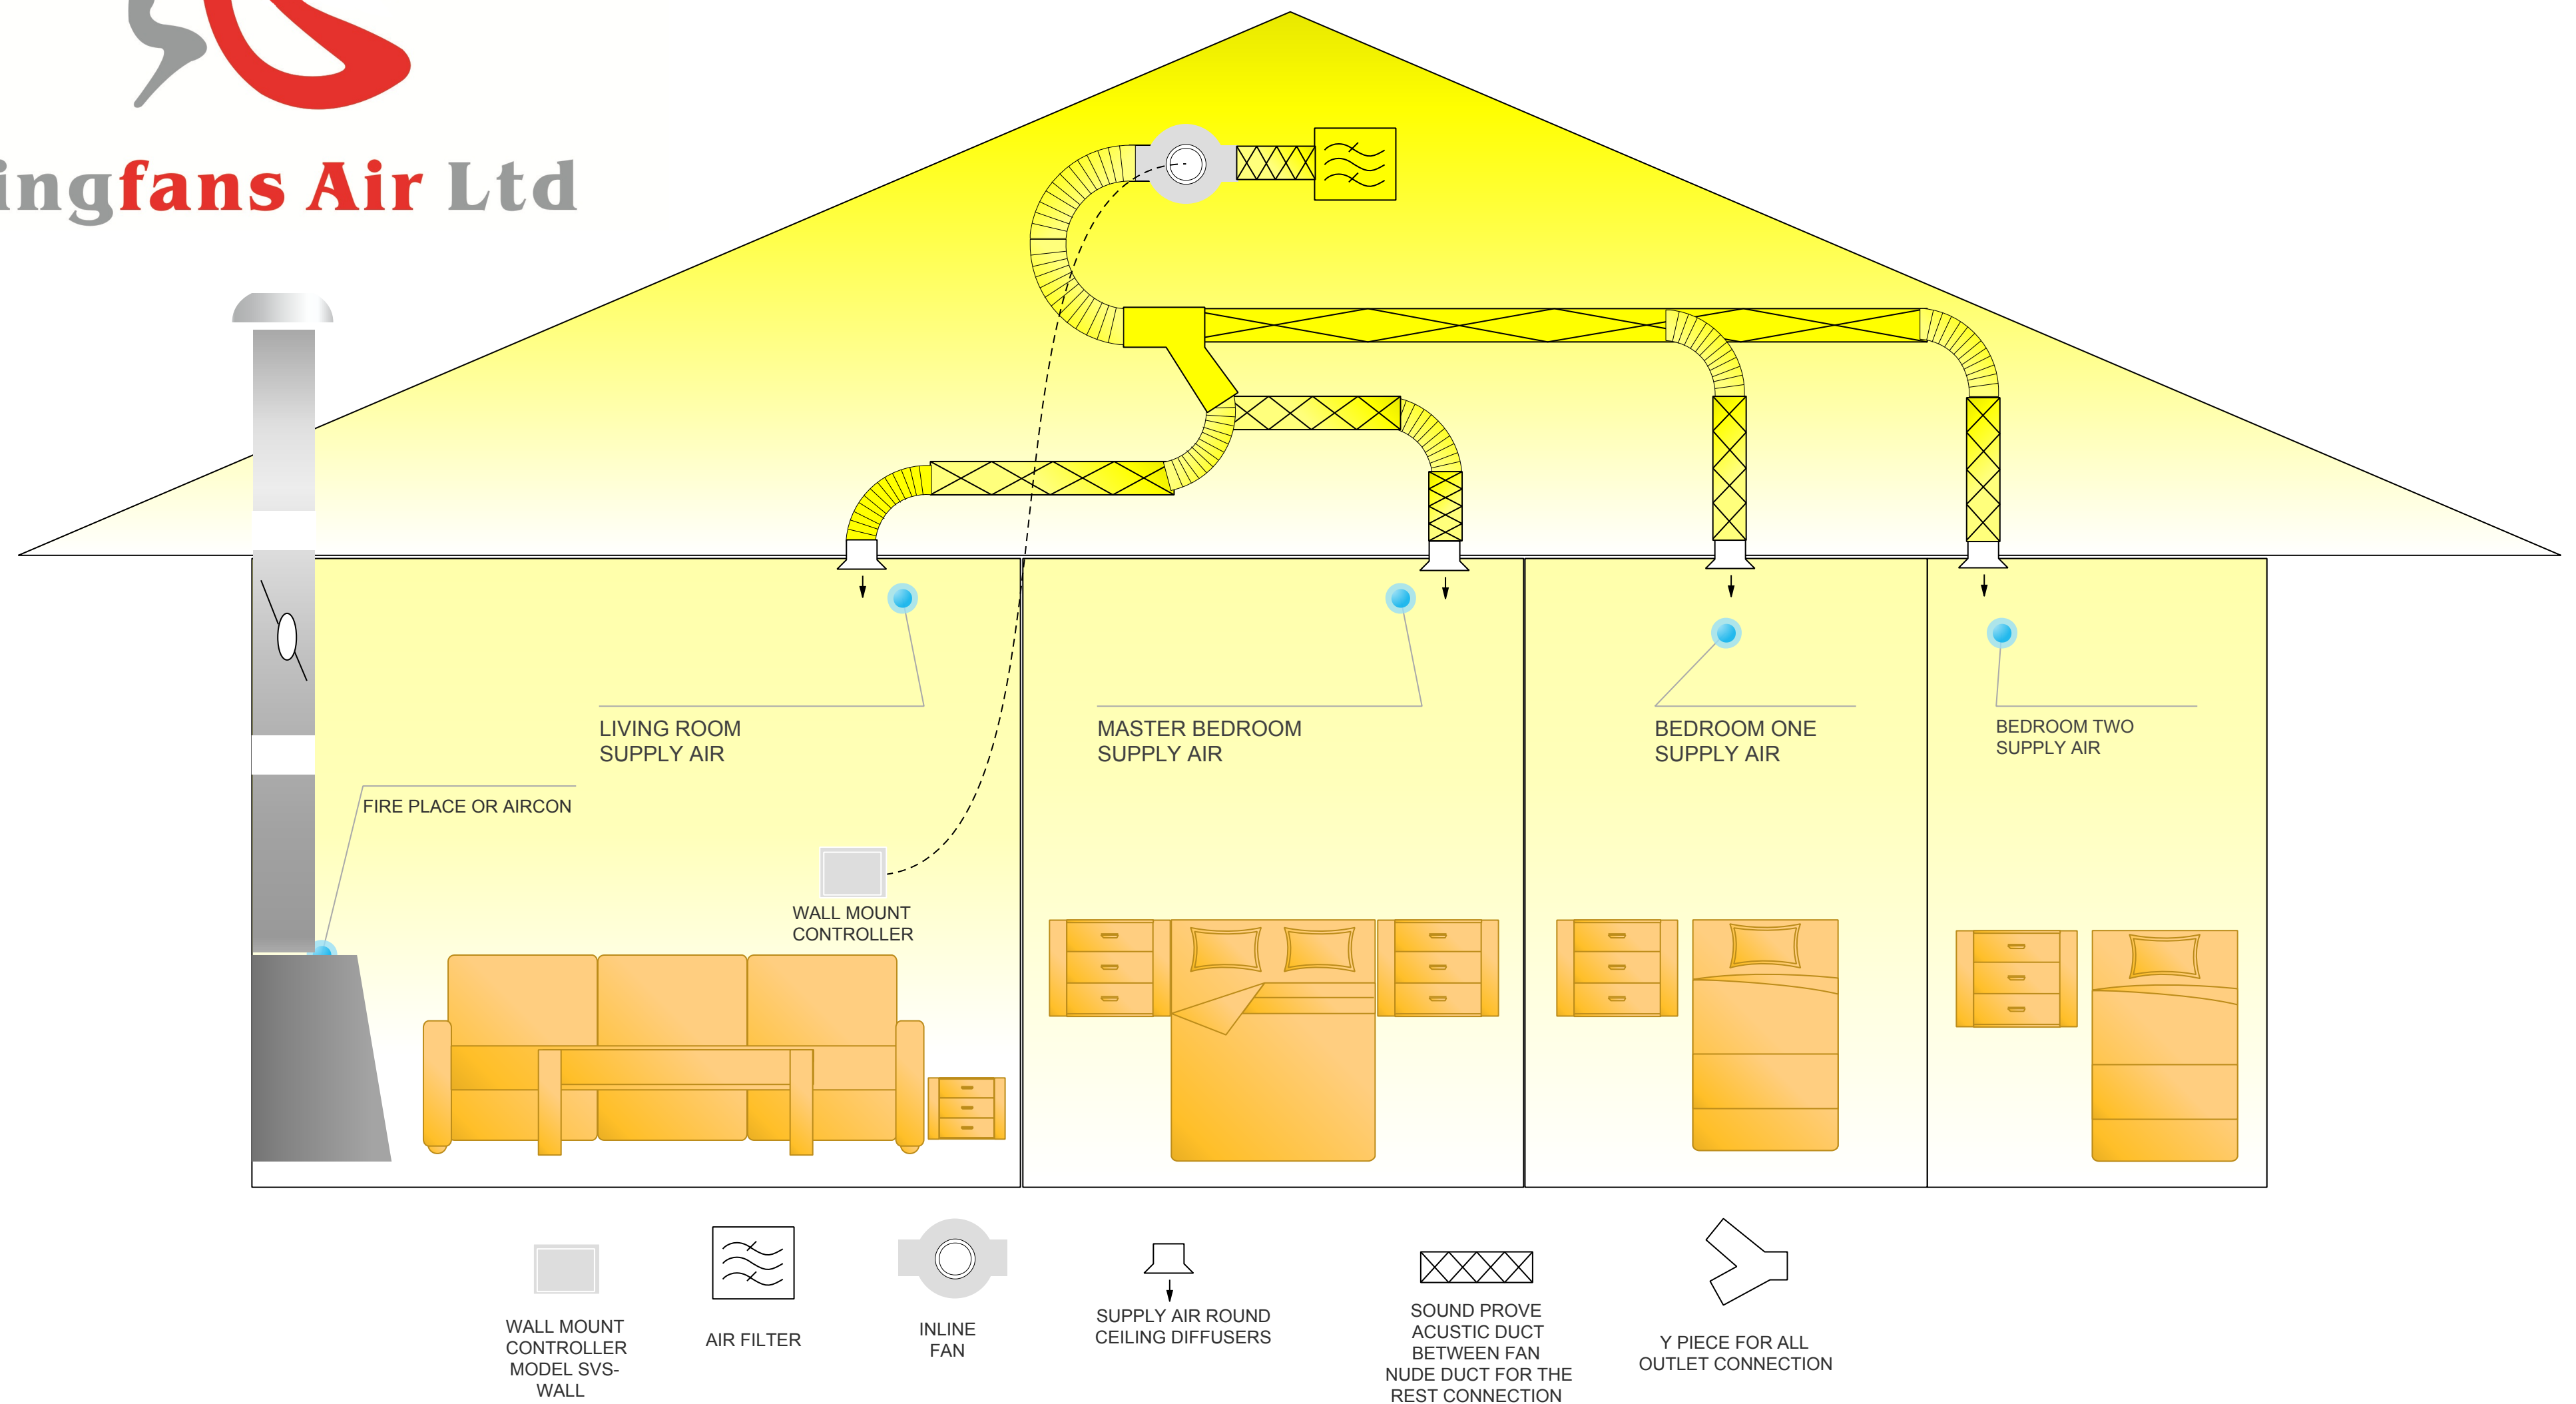 ingfans Air Ltd
LIVING ROOM
SUPPLY AIR
MASTER BEDROOM
SUPPLY AIR
BEDROOM ONE
SUPPLY AIR
BEDROOM TWO
SUPPLY AIR
FIRE PLACE OR AIRCON
WALL MOUNT
CONTROLLER
WALL MOUNT
CONTROLLER
MODEL SVS-
WALL
AIR FILTER
INLINE
FAN
SUPPLY AIR ROUND
CEILING DIFFUSERS
SOUND PROVE
ACUSTIC DUCT
BETWEEN FAN
NUDE DUCT FOR THE
REST CONNECTION
Y PIECE FOR ALL
OUTLET CONNECTION